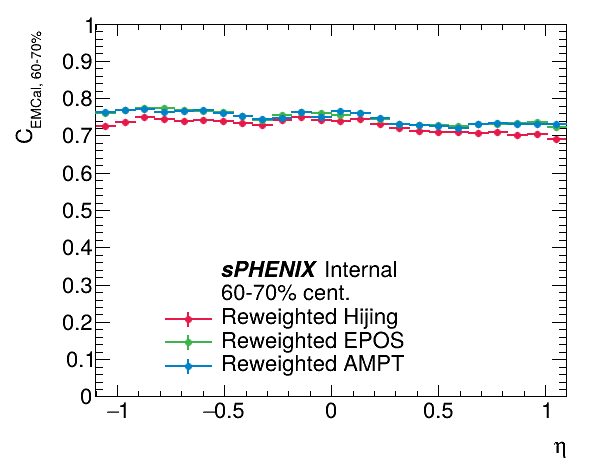 C EMCal, 60-70%
1
0.9
0.8
0.7
0.6
0.5
0.4
0.3
0.2
0.1
0
sPHENIX Internal
60-70% cent.
Reweighted Hijing
Reweighted EPOS
Reweighted AMPT
−1 −0.5 0 0.5 1
η